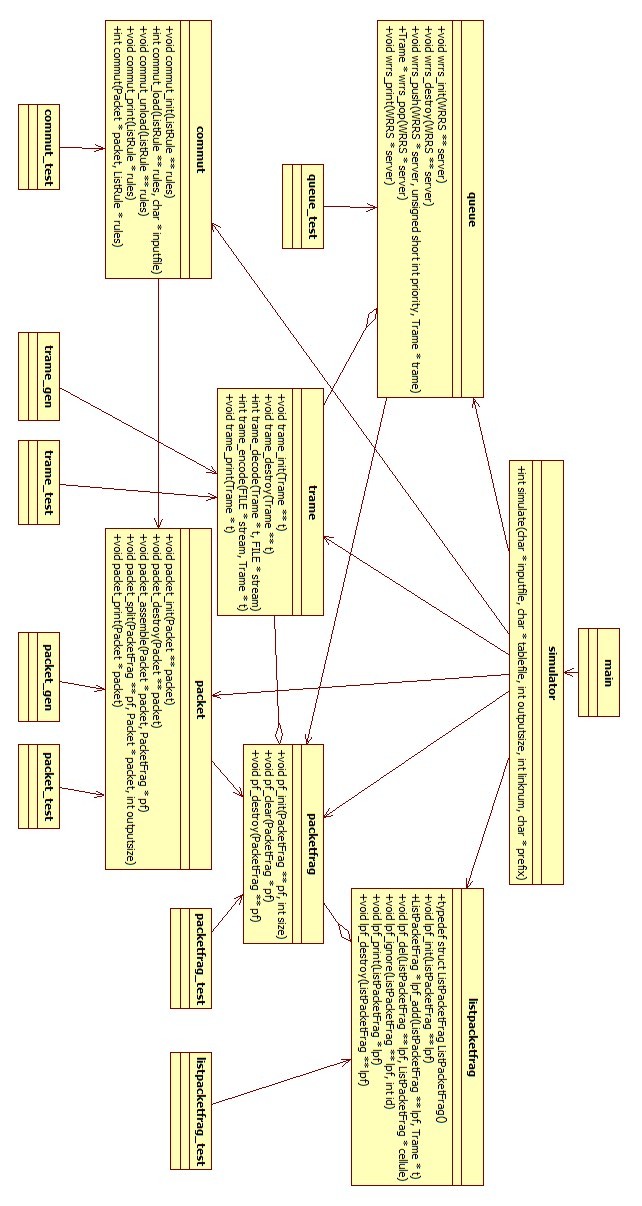 main
simulator
+int simulate(char * inputfile, char * tablefile, int outputsize, int linknum, char * prefix)
queue
+void wrrs_init(WRRS ** server)
+void wrrs_destroy(WRRS ** server)
+void wrrs_push(WRRS * server, unsigned short int priority, Trame * trame)
+Trame * wrrs_pop(WRRS * server)
+void wrrs_print(WRRS * server)
listpacketfrag
+typedef struct ListPacketFrag ListPacketFrag()
+void lpf_init(ListPacketFrag ** lpf)
+ListPacketFrag * lpf_add(ListPacketFrag ** lpf, Trame * t)
+void lpf_del(ListPacketFrag ** lpf, ListPacketFrag * cellule)
+void lpf_ignore(ListPacketFrag ** lpf, int id)
+void lpf_print(ListPacketFrag * lpf)
+void lpf_destroy(ListPacketFrag ** lpf)
queue_test
trame
+void trame_init(Trame ** t)
+void trame_destroy(Trame ** t)
+int trame_decode(Trame * t, FILE * stream)
+int trame_encode(FILE * stream, Trame * t)
+void trame_print(Trame * t)
packetfrag
+void pf_init(PacketFrag ** pf, int size)
+void pf_clear(PacketFrag * pf)
+void pf_destroy(PacketFrag ** pf)
commut
+void commut_init(ListRule ** rules)
+int commut_load(ListRule ** rules, char * inputfile)
+void commut_unload(ListRule ** rules)
+void commut_print(ListRule * rules)
+int commut(Packet * packet, ListRule * rules)
packet
+void packet_init(Packet ** packet)
+void packet_destroy(Packet ** packet)
+void packet_assemble(Packet * packet, PacketFrag * pf)
+void packet_split(PacketFrag ** pf, Packet * packet, int outputsize)
+void packet_print(Packet * packet)
packetfrag_test
listpacketfrag_test
commut_test
trame_gen
trame_test
packet_gen
packet_test